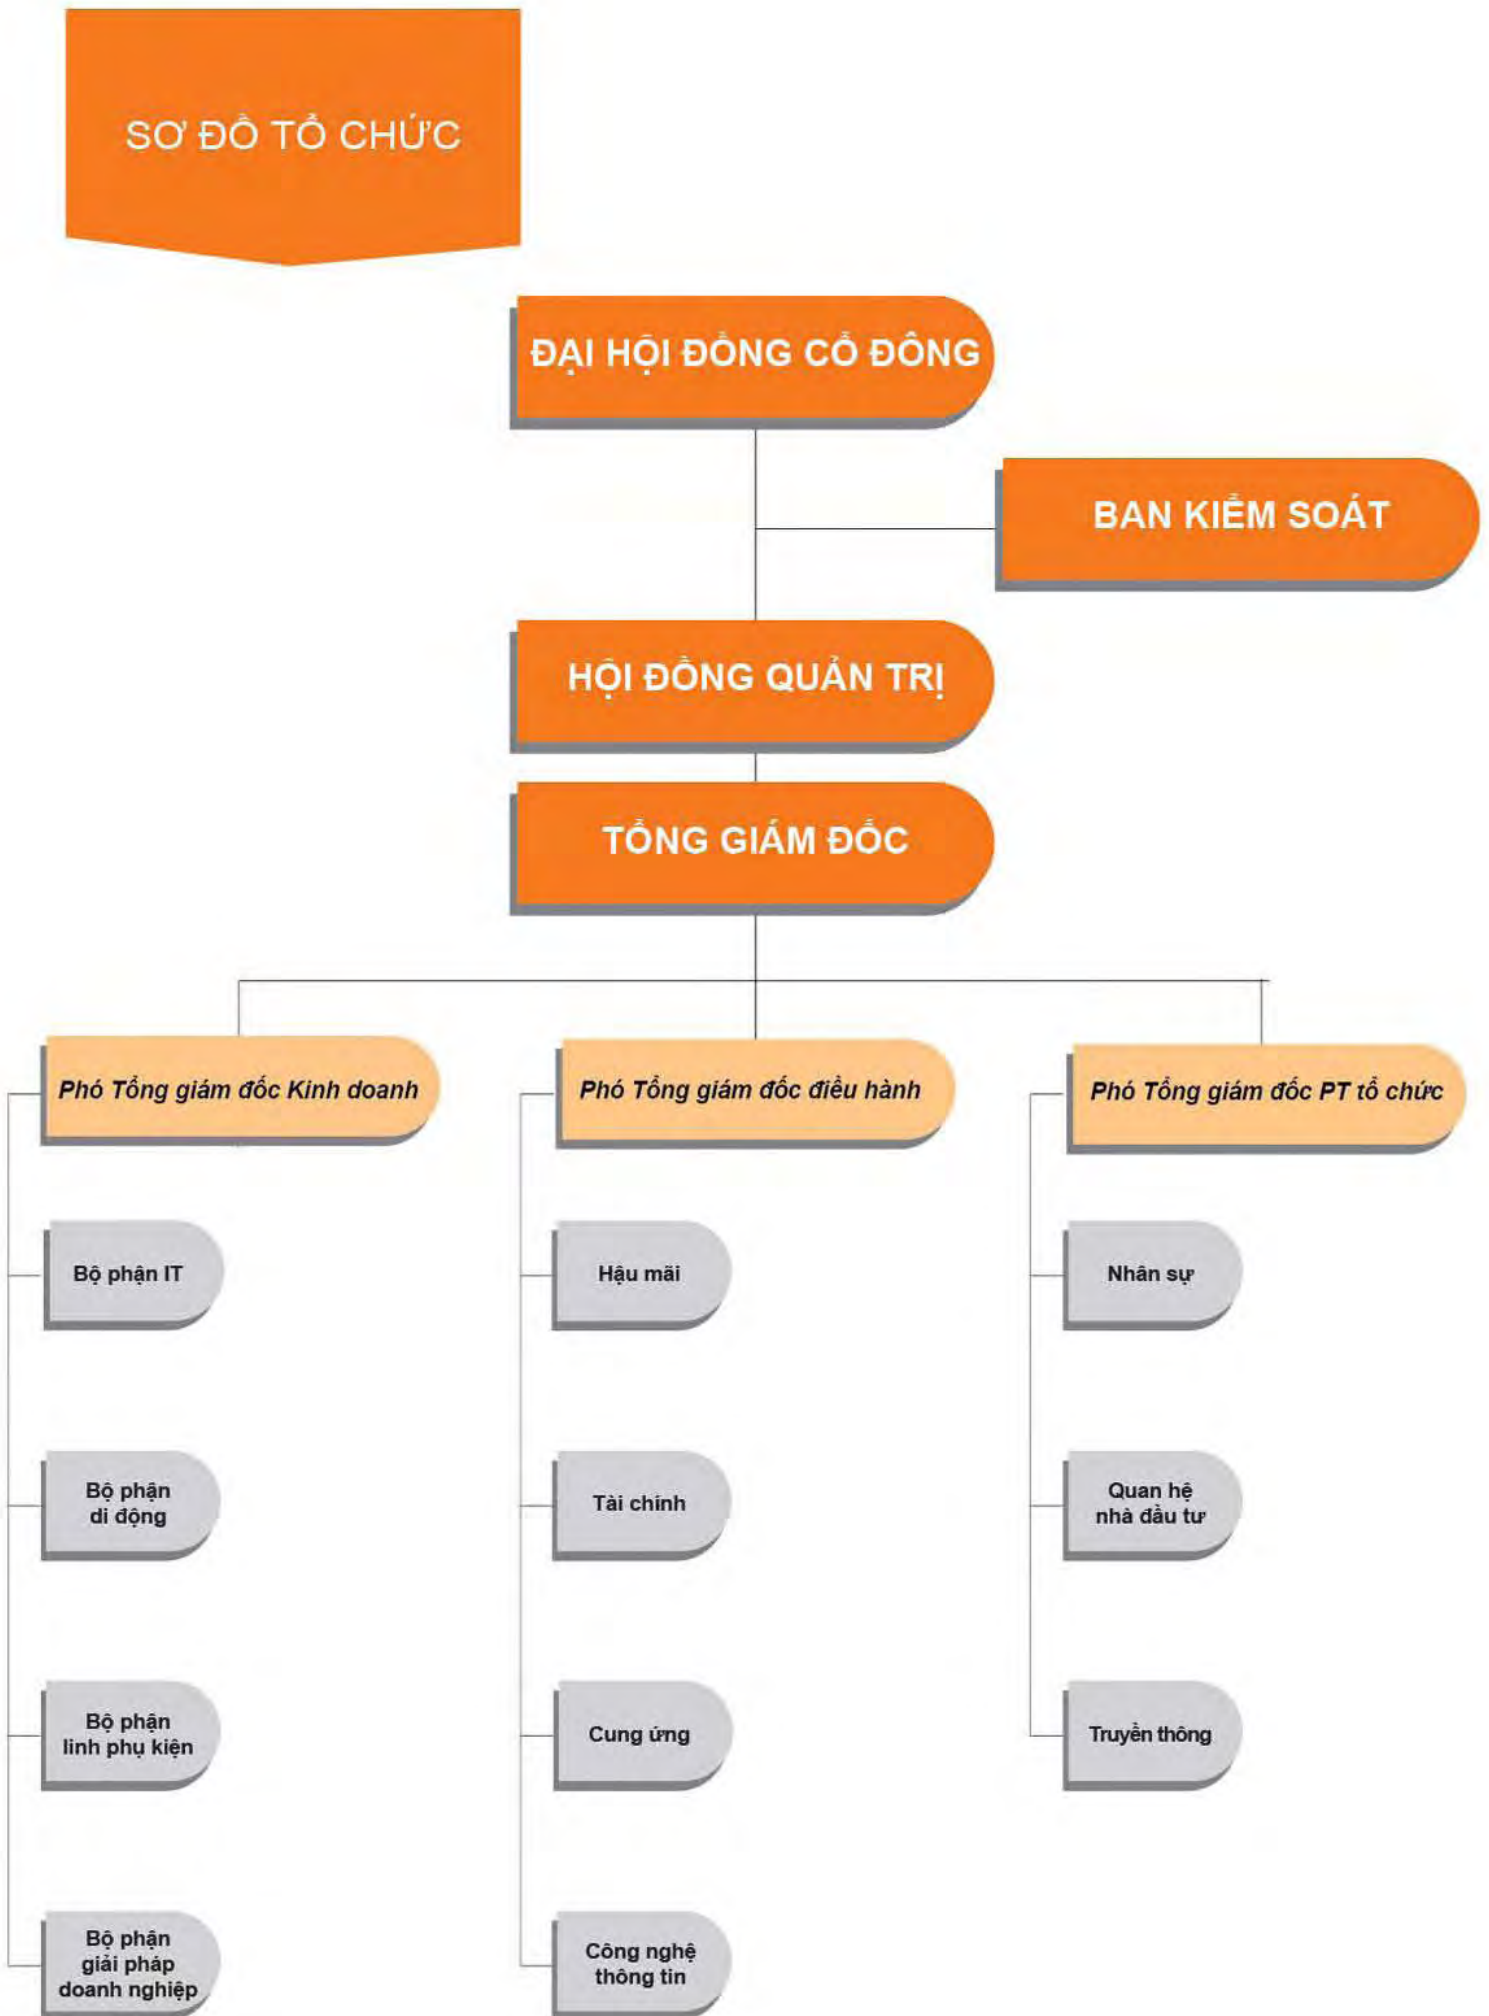 SƠ ĐỒ TỔ CHỨC
ĐẠI HỘI ĐỒNG CỔ ĐÔNG
BAN KIỂM SOÁT
HỘI ĐỒNG QUẢN TRỊ
TỔNG GIÁM ĐỐC
Phó Tổng giám đốc Kinh doanh
Phó Tổng giám đốc điều hành
Phó Tổng giám đốc PT tổ chức
Bộ phận IT
Hậu mãi
Nhân sự
Bộ phận
di động
Tài chính
Quan hệ
nhà đầu tư
Bộ phận
linh phụ kiện
Cung ứng
Truyền thông
Bộ phận
giải pháp
doanh nghiệp
Công nghệ
thông tin